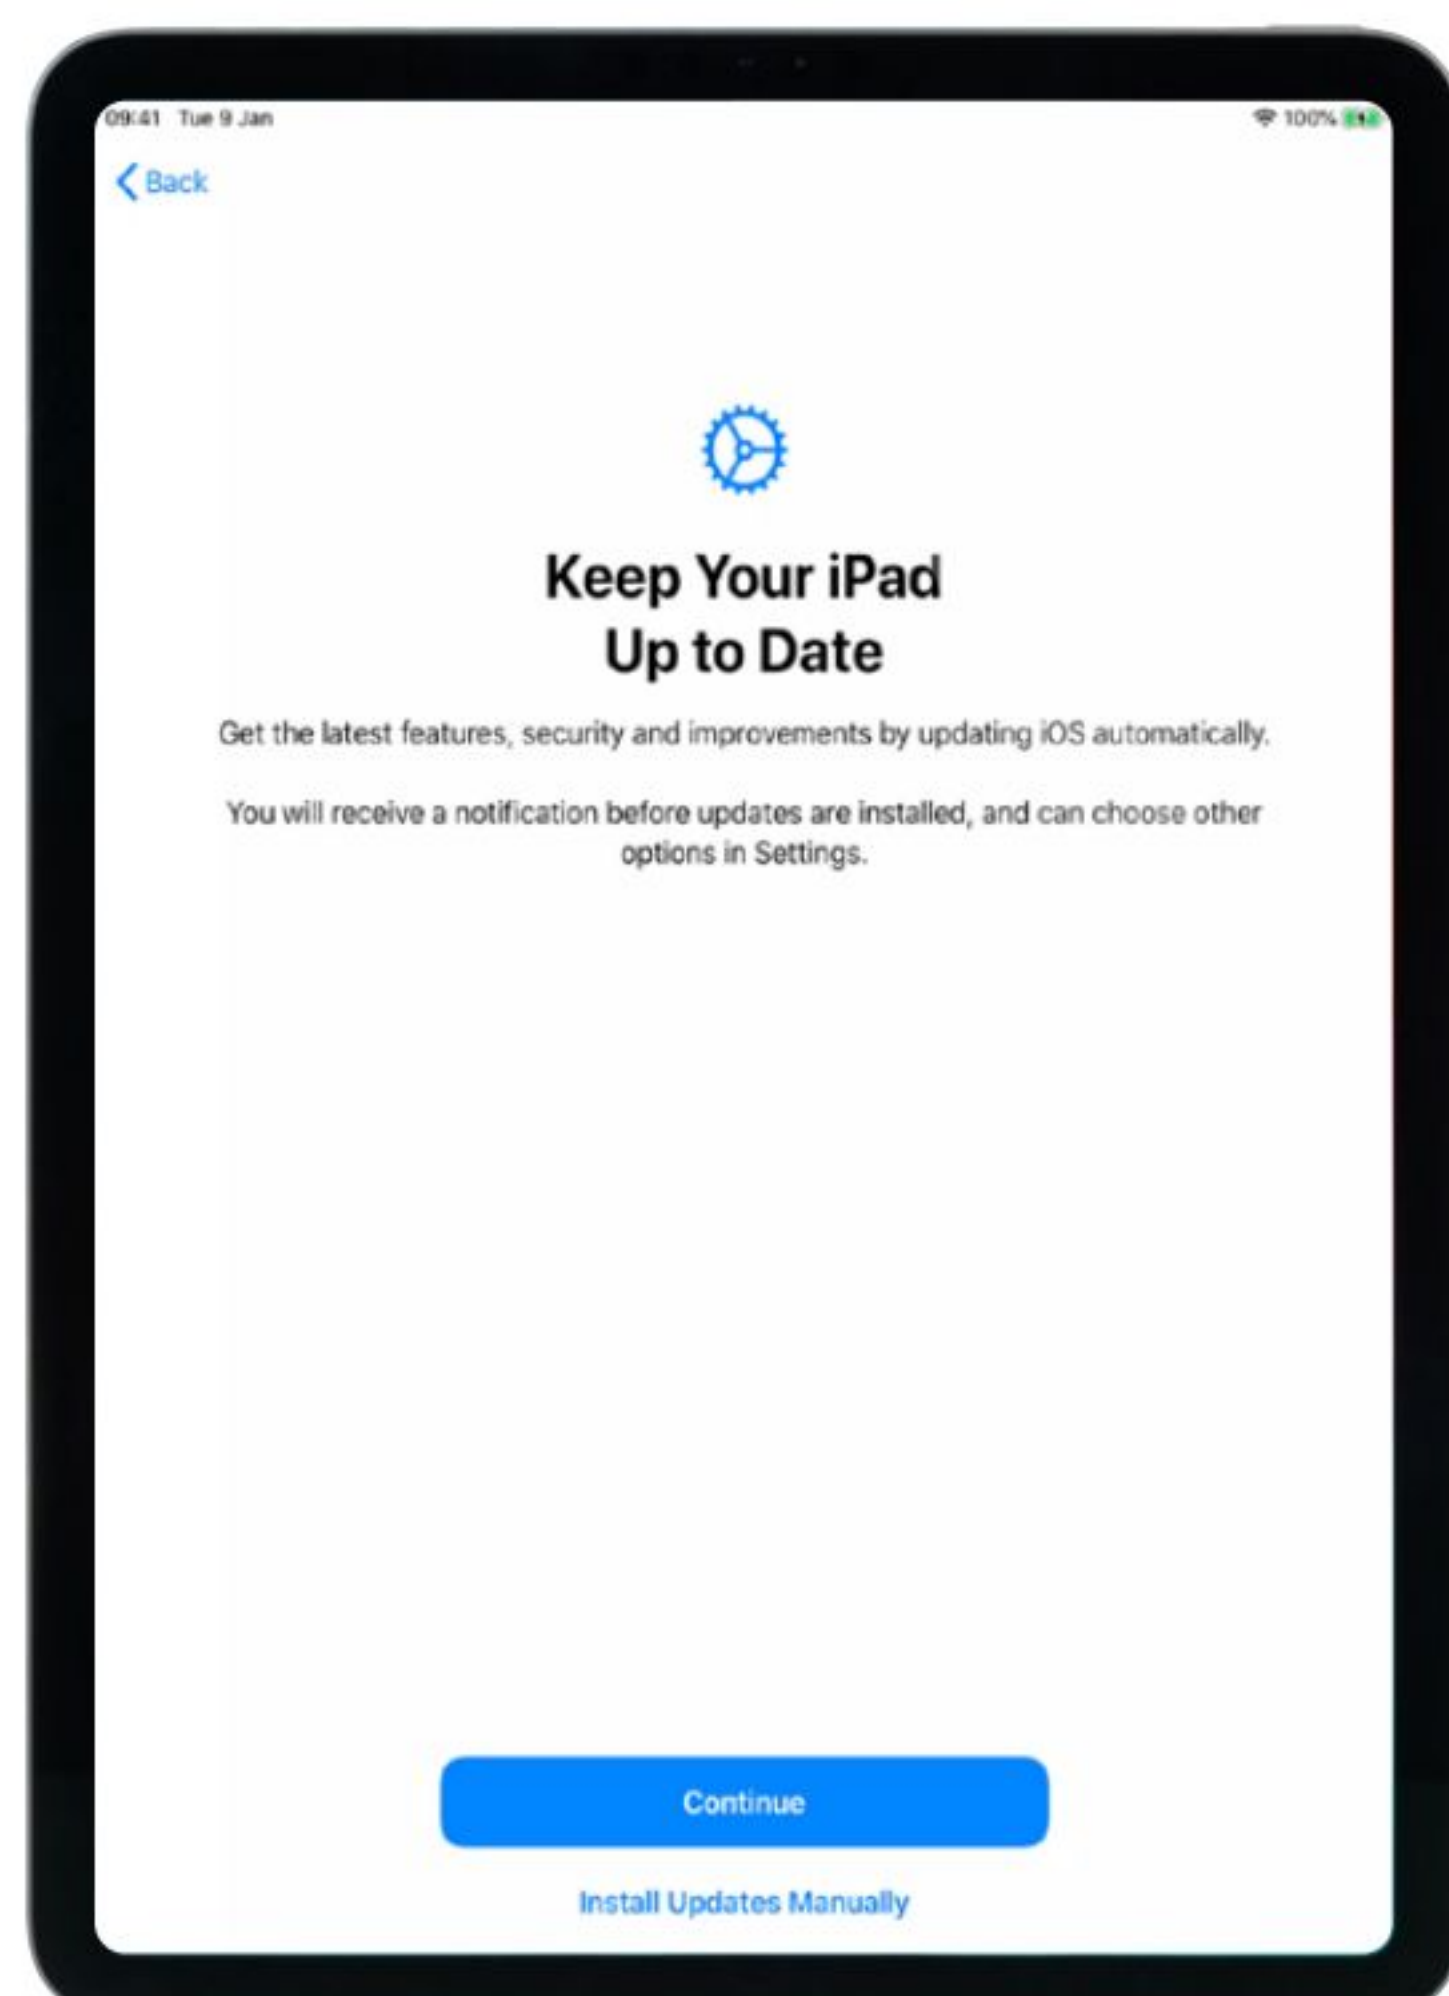 09:41 Tue 9 Jan
100%
Back
Keep Your iPad
Up to Date
Get the latest features, security and improvements by updating iOS automatically.
You will receive a notification before updates are installed, and can choose other
options in Settings.
Continue
Install Updates Manually